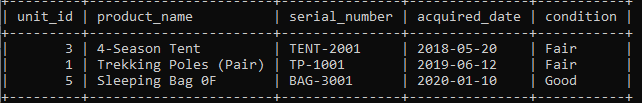 | unit_id | product_name | serial_number | acquired_date | condition |
| 3 | 4-Season Tent | TENT-2001 | 2018-05-20 | Fair |
| 1 | Trekking Poles (Pair) | TP-1001 | 2019-06-12 | Fair |
| 5 | Sleeping Bag 0F | BAG-3001 | 2020-01-10 | Good |